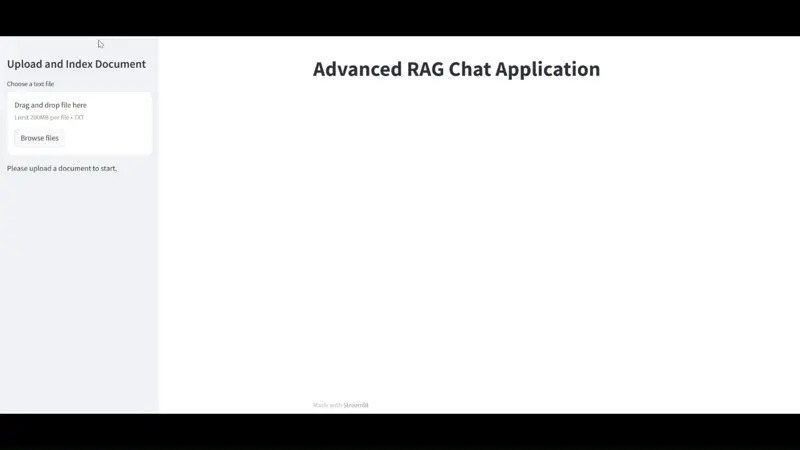 Upload and Index Document
Choose a text file
Drag and drop file here
Limit 200MB per file • TXT
Browse files
Please upload a document to start.
Advanced RAG Chat Application
Made with Streamlit